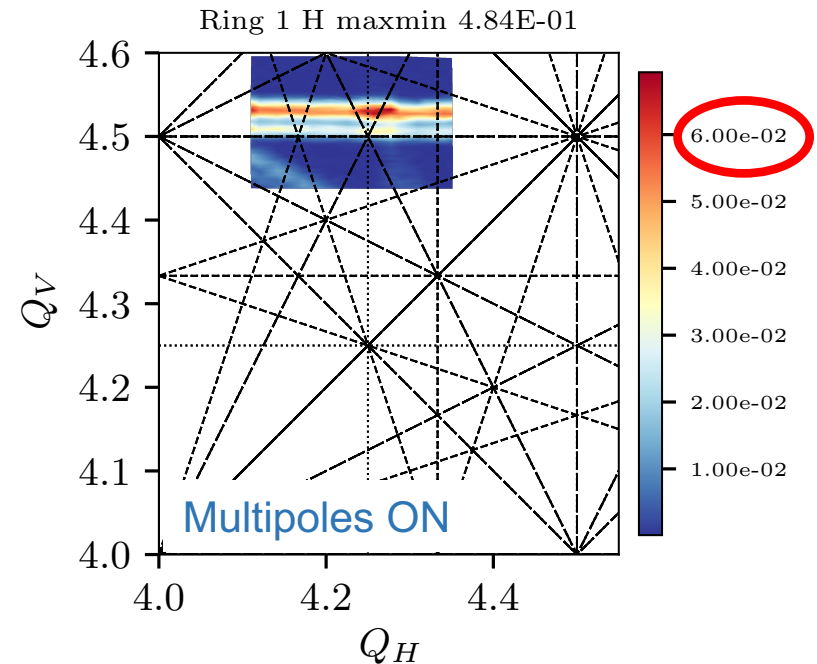 Ring 1 H maxmin 4.84E-01
4.6
4.5
4.4
4.3
4.2
4.1
4.0
Q_V
Multipoles ON
4.0 4.2 4.4
Q_H
6.00e-02
5.00e-02
4.00e-02
3.00e-02
2.00e-02
1.00e-02